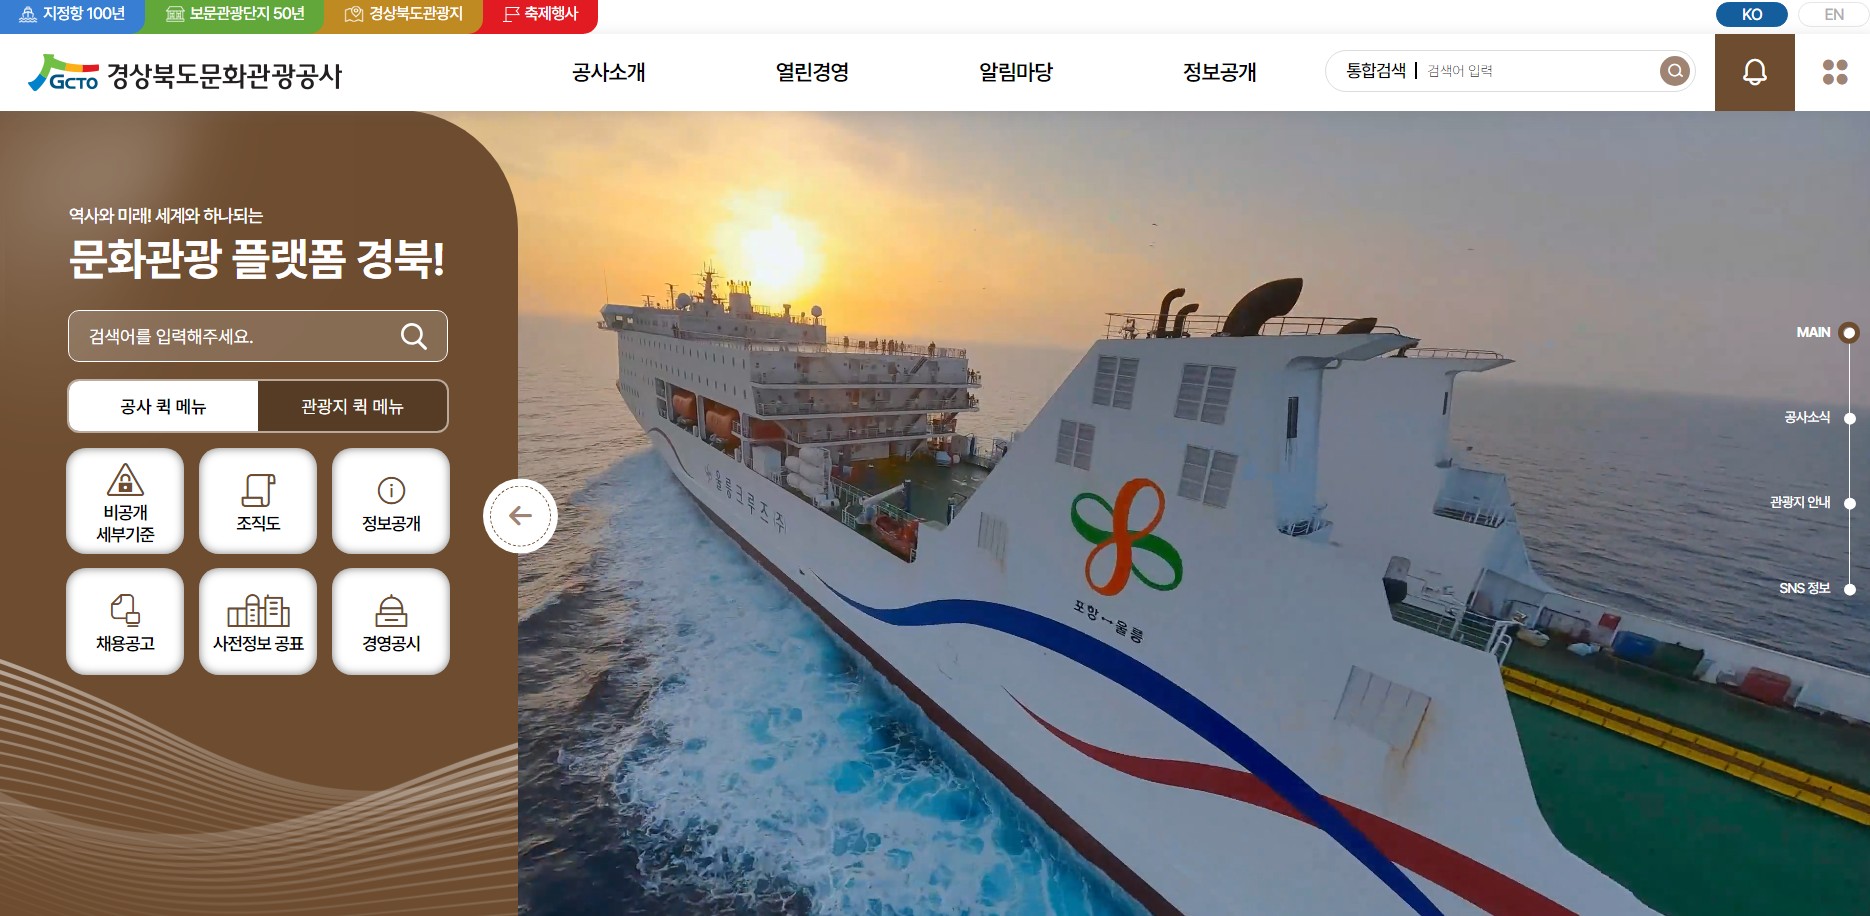 지정항 100년
보문관광단지 50년
경상북도관광지
축제행사
KO
EN
GCTO 경상북도문화관광공사
공사소개
열린경영
알림마당
정보공개
통합검색
검색어 입력
역사와 미래! 세계와 하나되는
문화관광 플랫폼 경북!
검색어를 입력해주세요.
공사 퀵 메뉴
관광지 퀵 메뉴
비공개
세부기준
조직도
정보공개
채용공고
사전정보 공표
경영공시
울릉크루즈(주)
포항↔울릉
MAIN
공사소식
관광지 안내
SNS 정보